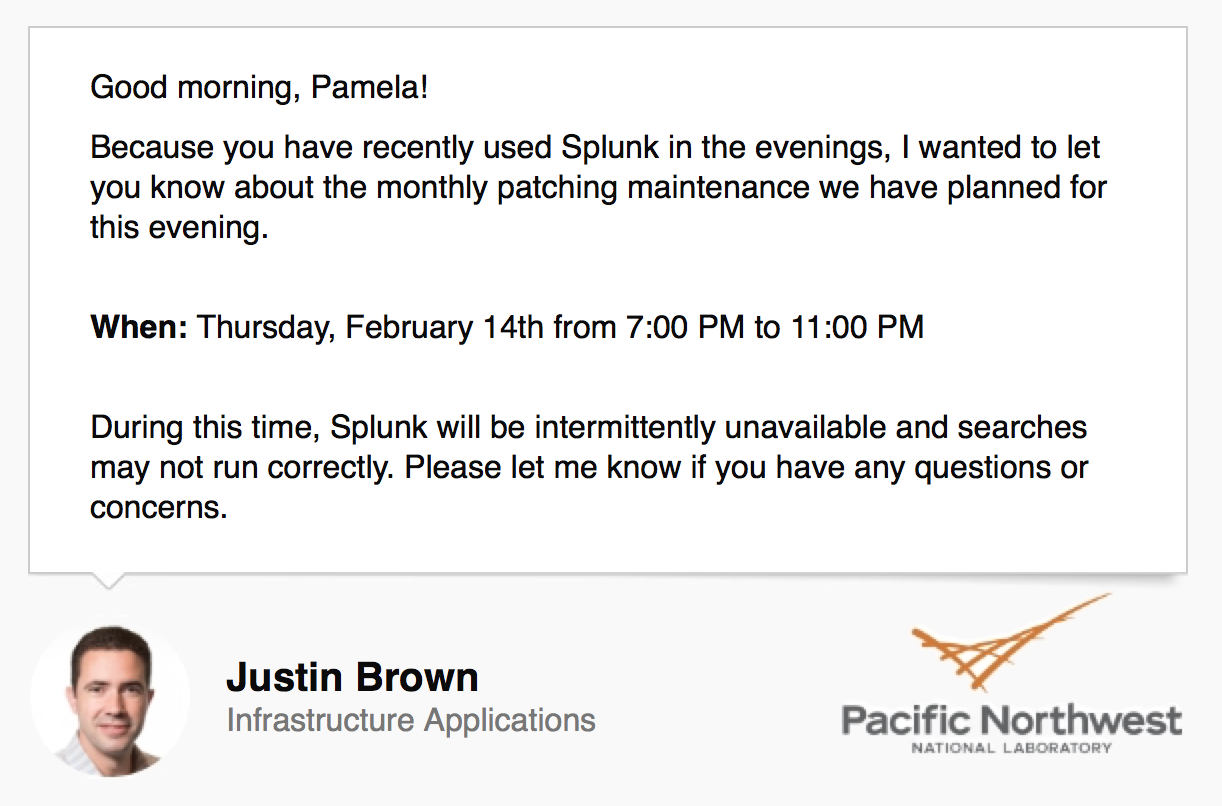 Good morning, Pamela!
Because you have recently used Splunk in the evenings, I wanted to let
you know about the monthly patching maintenance we have planned for
this evening.
When: Thursday, February 14th from 7:00 PM to 11:00 PM
During this time, Splunk will be intermittently unavailable and searches
may not run correctly. Please let me know if you have any questions or
concerns.
Justin Brown
Infrastructure Applications
Pacific Northwest
NATIONAL LABORATORY